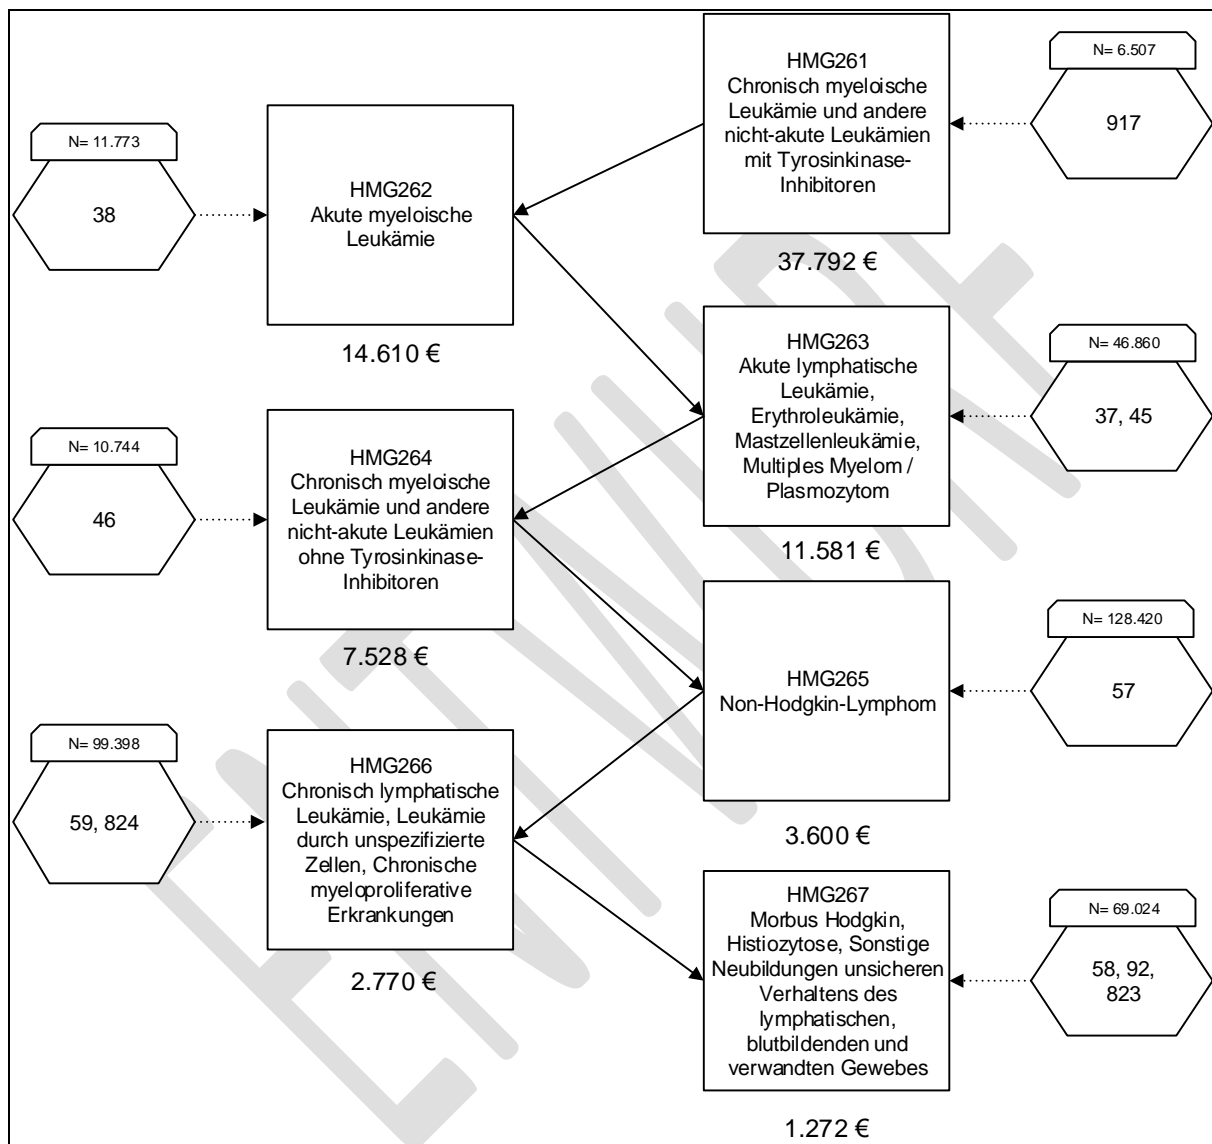 HMG261
Chronisch myeloische
Leukämie und andere
nicht-akute Leukämien
mit Tyrosinkinase-
Inhibitoren
37.792 €
N= 6.507
917
N= 11.773
38
HMG262
Akute myeloische
Leukämie
14.610 €
HMG263
Akute lymphatische
Leukämie,
Erythroleukämie,
Mastzellenleukämie,
Multiples Myelom /
Plasmozytom
11.581 €
N= 46.860
37, 45
N= 10.744
46
HMG264
Chronisch myeloische
Leukämie und andere
nicht-akute Leukämien
ohne Tyrosinkinase-
Inhibitoren
7.528 €
HMG265
Non-Hodgkin-Lymphom
3.600 €
N= 128.420
57
N= 99.398
59, 824
HMG266
Chronisch lymphatische
Leukämie, Leukämie
durch unspezifizierte
Zellen, Chronische
myeloproliferative
Erkrankungen
2.770 €
HMG267
Morbus Hodgkin,
Histiozytose, Sonstige
Neubildungen unsicheren
Verhaltens des
lymphatischen,
blutbildenden und
verwandten Gewebes
1.272 €
N= 69.024
58, 92,
823
ENTWURF